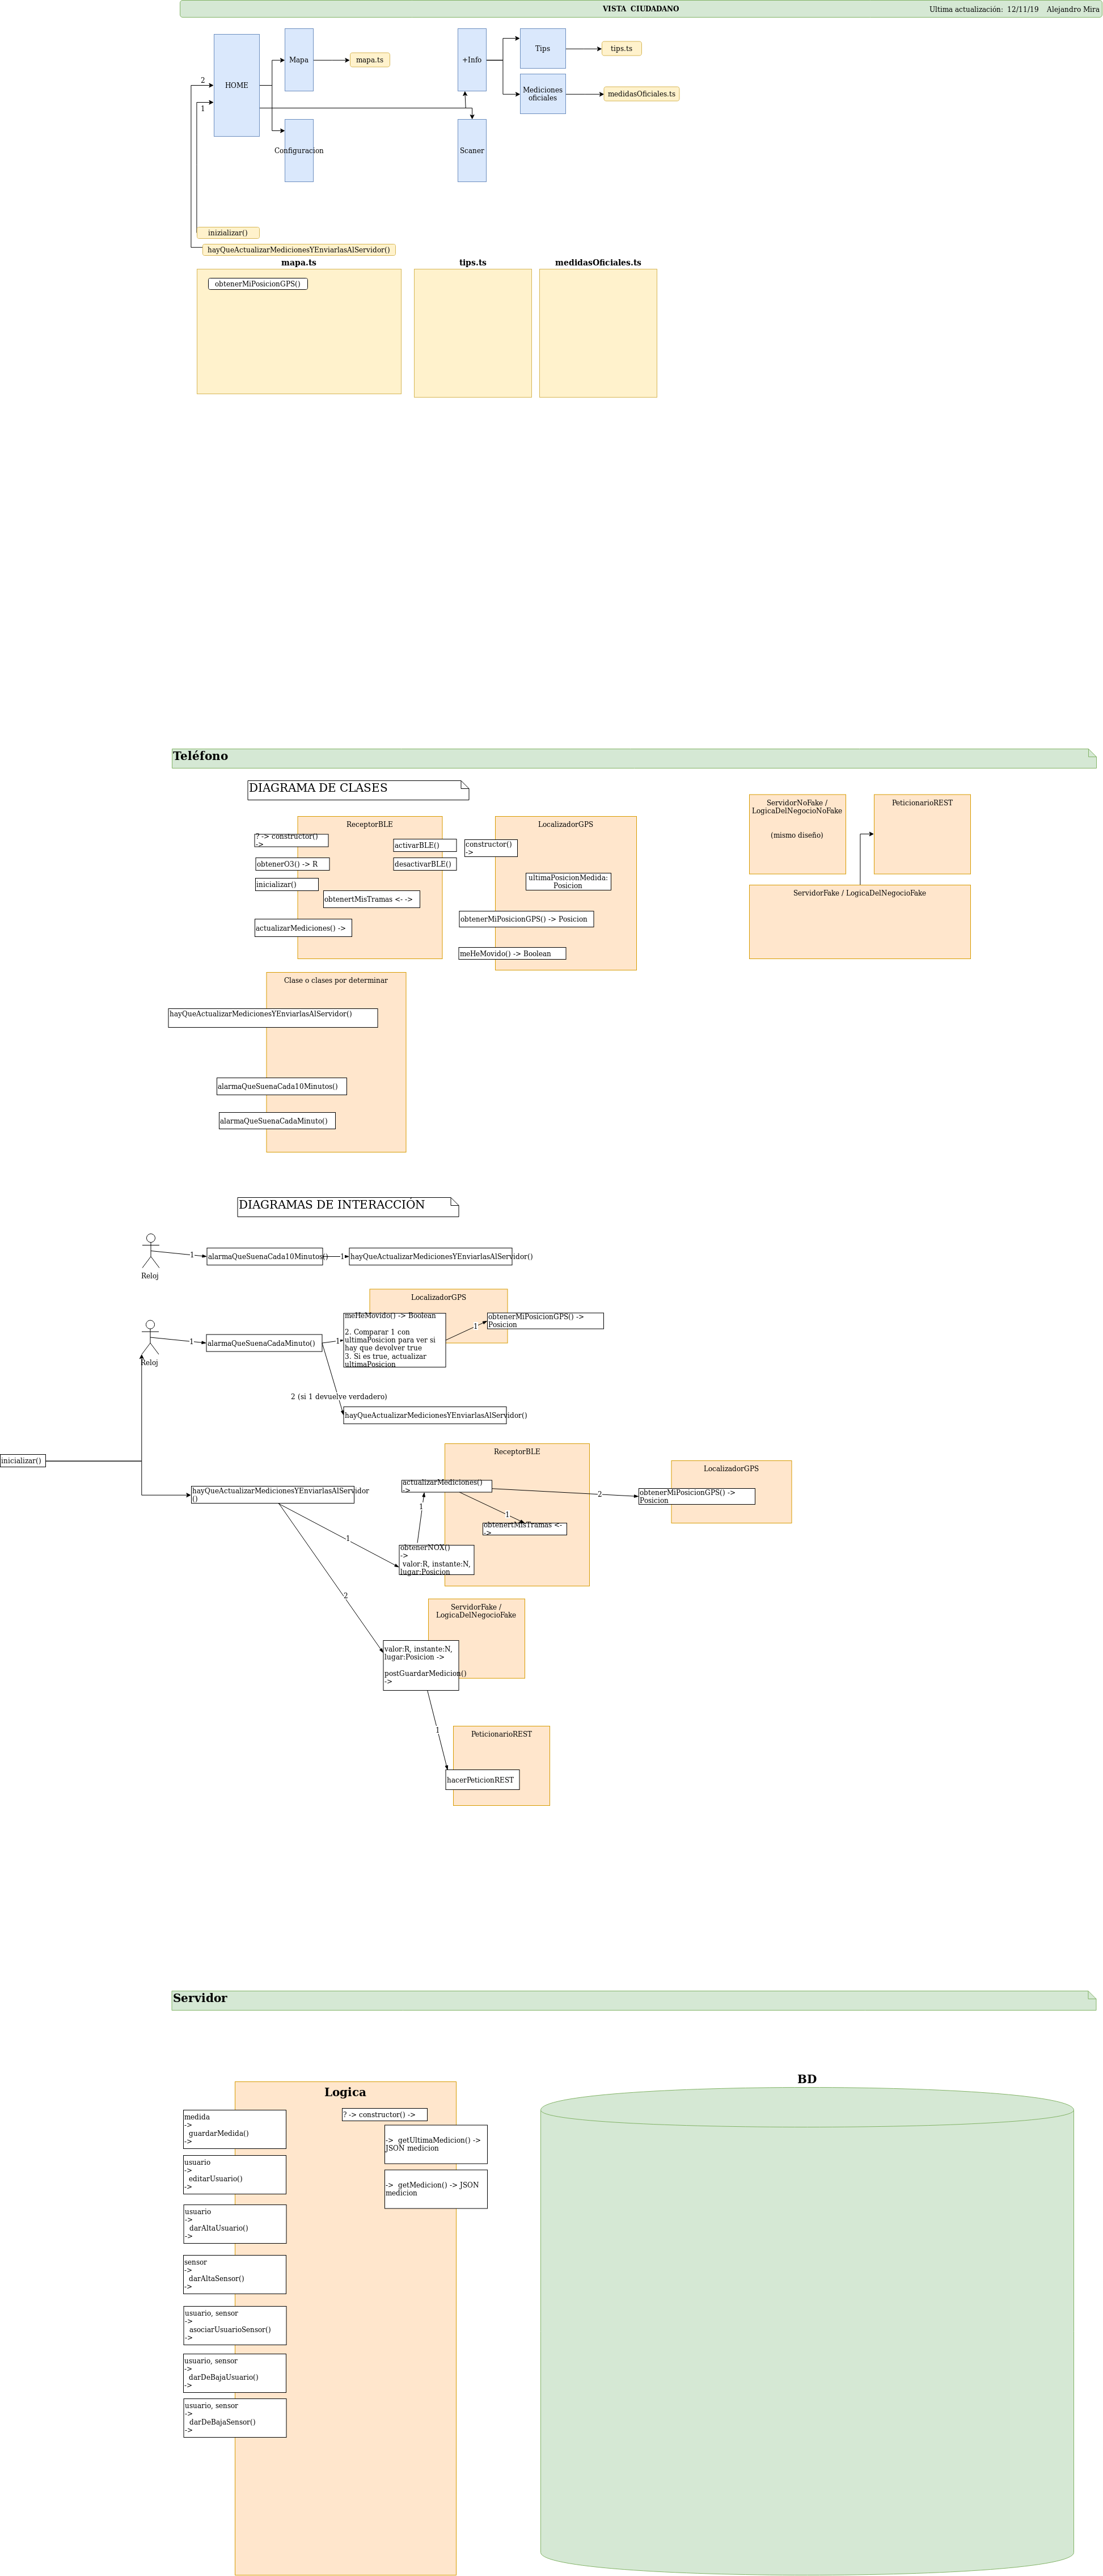 VISTA  CIUDADANO
Ultima actualización:  12/11/19    Alejandro Mira
HOME
Mapa
mapa.ts
+Info
Tips
tips.ts
Mediciones
oficiales
medidasOficiales.ts
Configuracion
Scaner
2
1
inizializar()
hayQueActualizarMedicionesYEnviarlasAlServidor()
mapa.ts
tips.ts
medidasOficiales.ts
obtenerMiPosicionGPS()
Teléfono
DIAGRAMA DE CLASES
ReceptorBLE
? -> constructor()
->
obtenerO3() -> R
inicializar()
activarBLE()
desactivarBLE()
obtenertMisTramas <- ->
actualizarMediciones() ->
LocalizadorGPS
constructor()
->
ultimaPosicionMedida:
Posicion
obtenerMiPosicionGPS() -> Posicion
meHeMovido() -> Boolean
ServidorNoFake /
LogicaDelNegocioNoFake
(mismo diseño)
PeticionarioREST
ServidorFake / LogicaDelNegocioFake
Clase o clases por determinar
hayQueActualizarMedicionesYEnviarlasAlServidor()
alarmaQueSuenaCada10Minutos()
alarmaQueSuenaCadaMinuto()
DIAGRAMAS DE INTERACCIÓN
Reloj
1
alarmaQueSuenaCada10Minutos()
1
hayQueActualizarMedicionesYEnviarlasAlServidor()
Reloj
1
alarmaQueSuenaCadaMinuto()
1
LocalizadorGPS
meHeMovido() -> Boolean
2. Comparar 1 con
ultimaPosicion para ver si
hay que devolver true
3. Si es true, actualizar
ultimaPosicion
1
obtenerMiPosicionGPS() ->
Posicion
2 (si 1 devuelve verdadero)
hayQueActualizarMedicionesYEnviarlasAlServidor()
inicializar()
hayQueActualizarMedicionesYEnviarlasAlServidor
()
ReceptorBLE
actualizarMediciones()
->
1
1
obtenertMisTramas <-
->
2
LocalizadorGPS
obtenerMiPosicionGPS() ->
Posicion
1
obtenerNOX()
->
valor:R, instante:N,
lugar:Posicion
2
ServidorFake /
LogicaDelNegocioFake
valor:R, instante:N,
lugar:Posicion ->
postGuardarMedicion()
->
1
PeticionarioREST
hacerPeticionREST
Servidor
Logica
BD
? -> constructor() ->
medida
->
guardarMedida()
->
->  getUltimaMedicion() ->
JSON medicion
usuario
->
editarUsuario()
->
->  getMedicion() -> JSON
medicion
usuario
->
darAltaUsuario()
->
sensor
->
darAltaSensor()
->
usuario, sensor
->
asociarUsuarioSensor()
->
usuario, sensor
->
darDeBajaUsuario()
->
usuario, sensor
->
darDeBajaSensor()
->